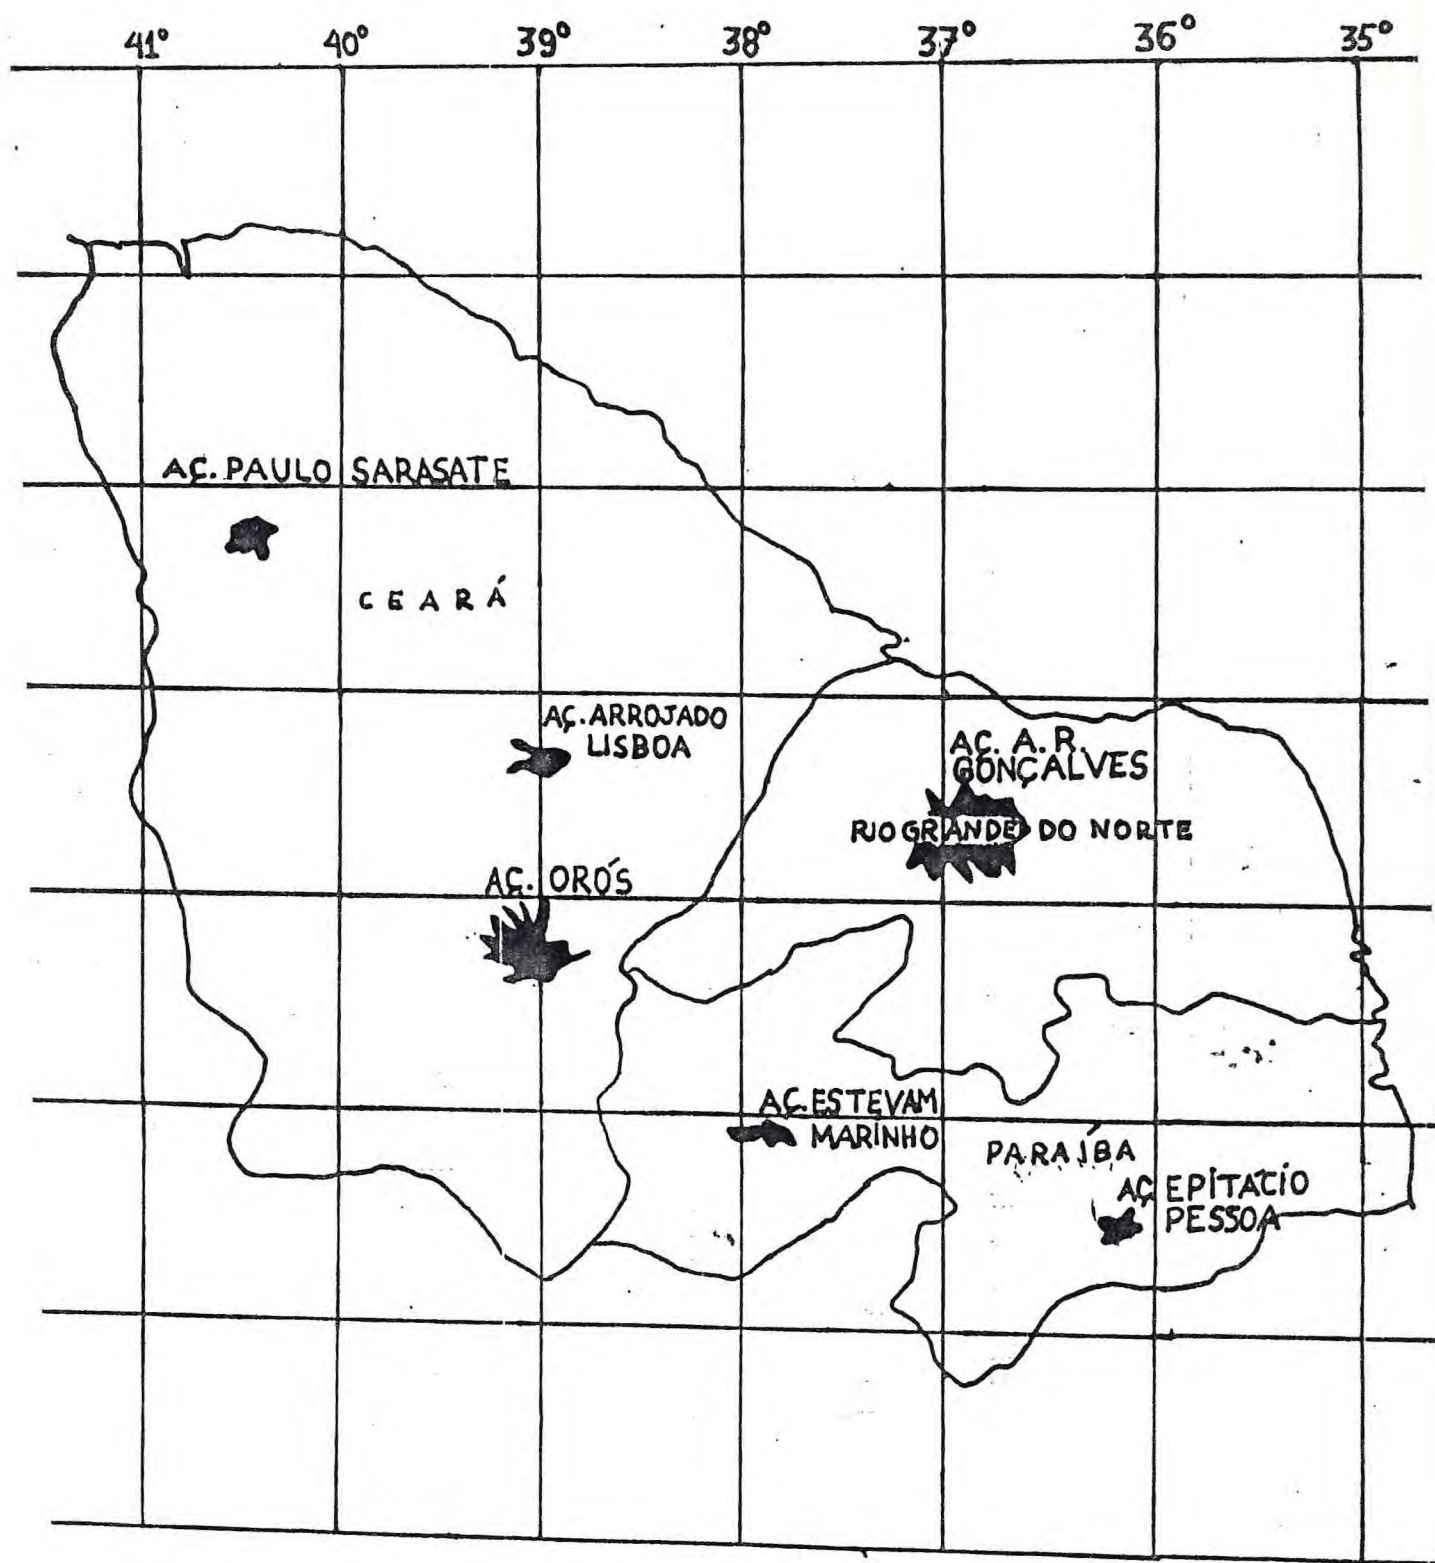 41° 40° 39° 38° 37° 36° 35°
AÇ. PAULO SARASATE
CEARÁ
AÇ. ARROJADO
LISBOA
AÇ. A. R.
GONÇALVES
RIO GRANDE DO NORTE
AÇ. ORÓS
AÇ. ESTEVAM
MARINHO
PARAÍBA
AÇ EPITÁCIO
PESSOA